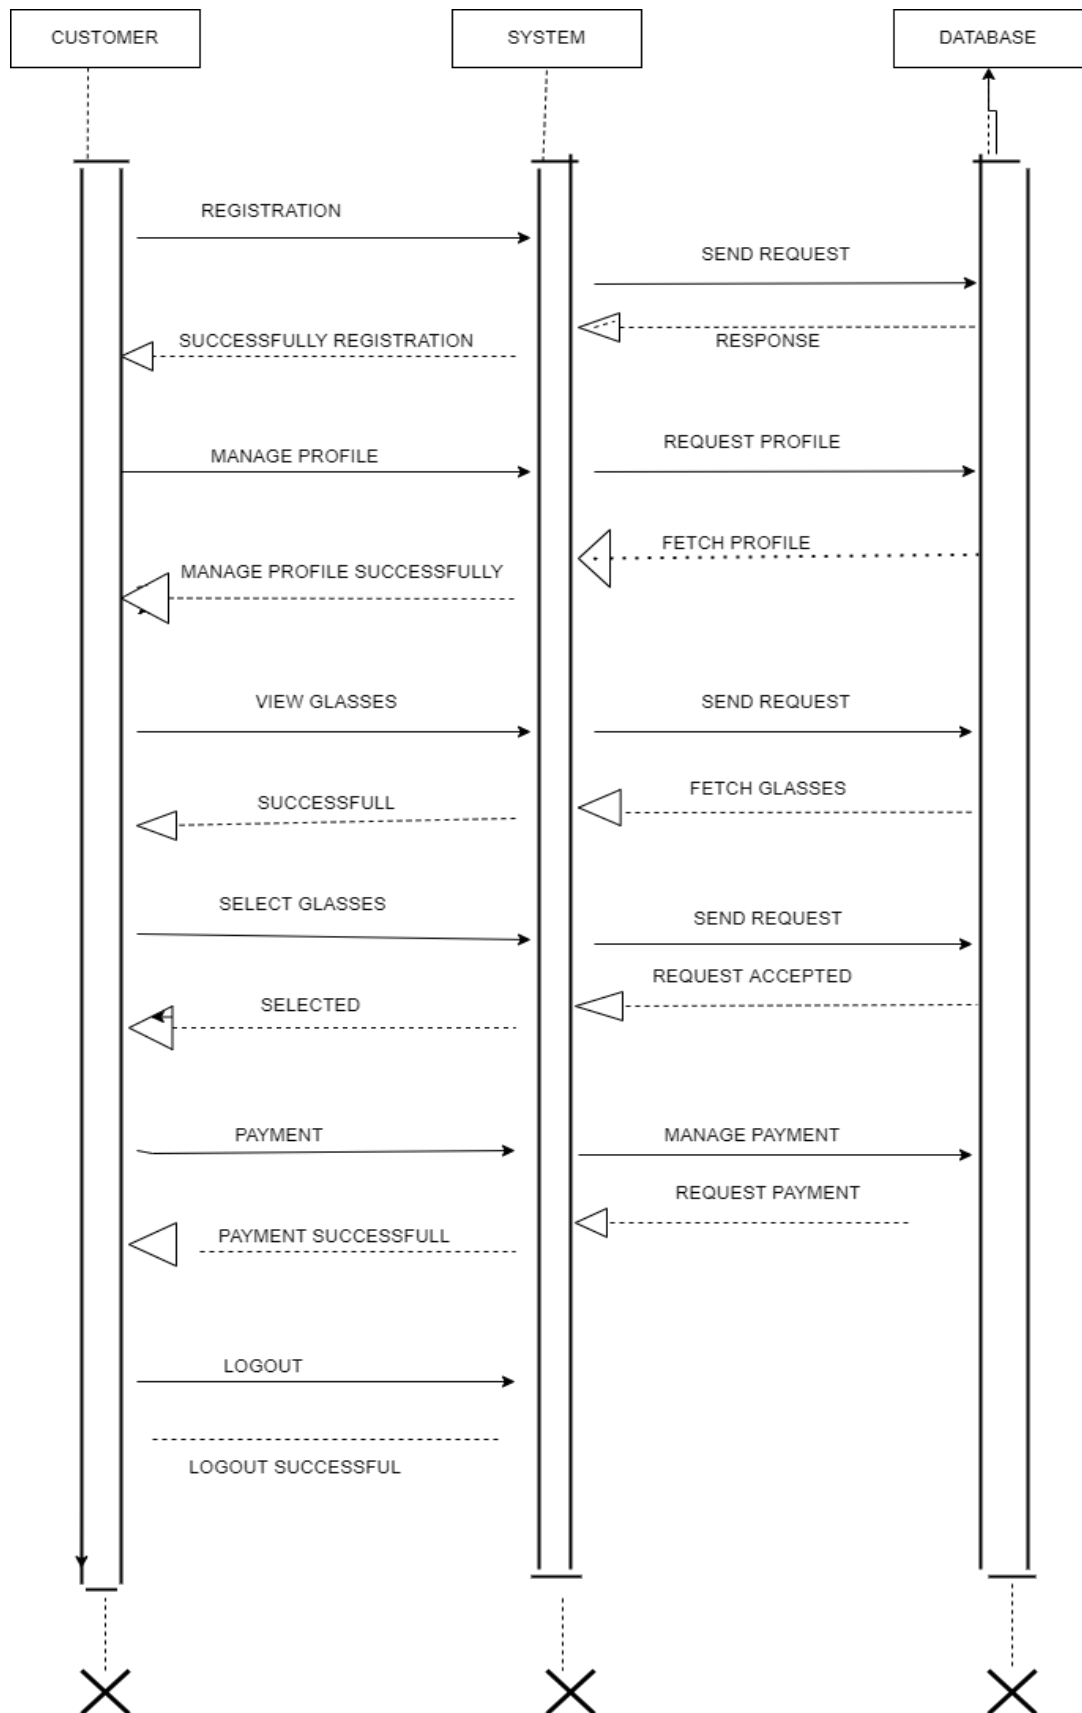 CUSTOMER
SYSTEM
DATABASE
REGISTRATION
SEND REQUEST
RESPONSE
SUCCESSFULLY REGISTRATION
MANAGE PROFILE
REQUEST PROFILE
FETCH PROFILE
MANAGE PROFILE SUCCESSFULLY
VIEW GLASSES
SEND REQUEST
FETCH GLASSES
SUCCESSFULL
SELECT GLASSES
SEND REQUEST
REQUEST ACCEPTED
SELECTED
PAYMENT
MANAGE PAYMENT
REQUEST PAYMENT
PAYMENT SUCCESSFULL
LOGOUT
LOGOUT SUCCESSFUL